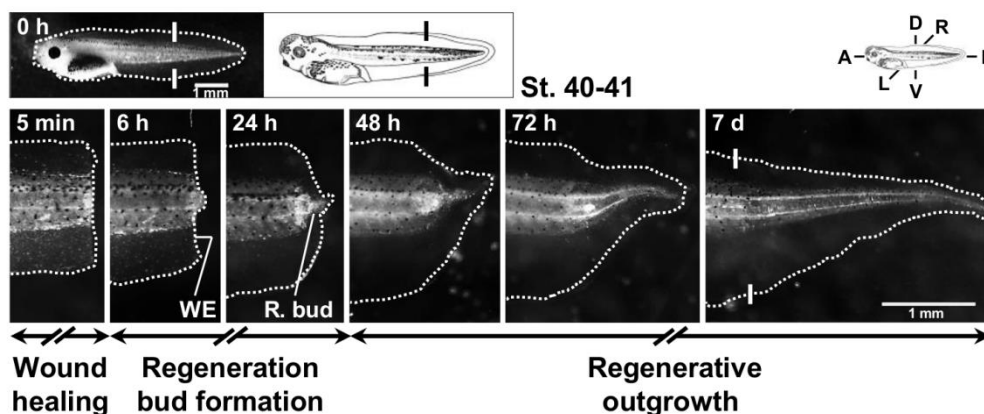 0 h
1 mm
St. 40-41
D
R
A
L
V
5 min
6 h
24 h
48 h
72 h
7 d
WE
R. bud
1 mm
Wound
healing
Regeneration
bud formation
Regenerative
outgrowth